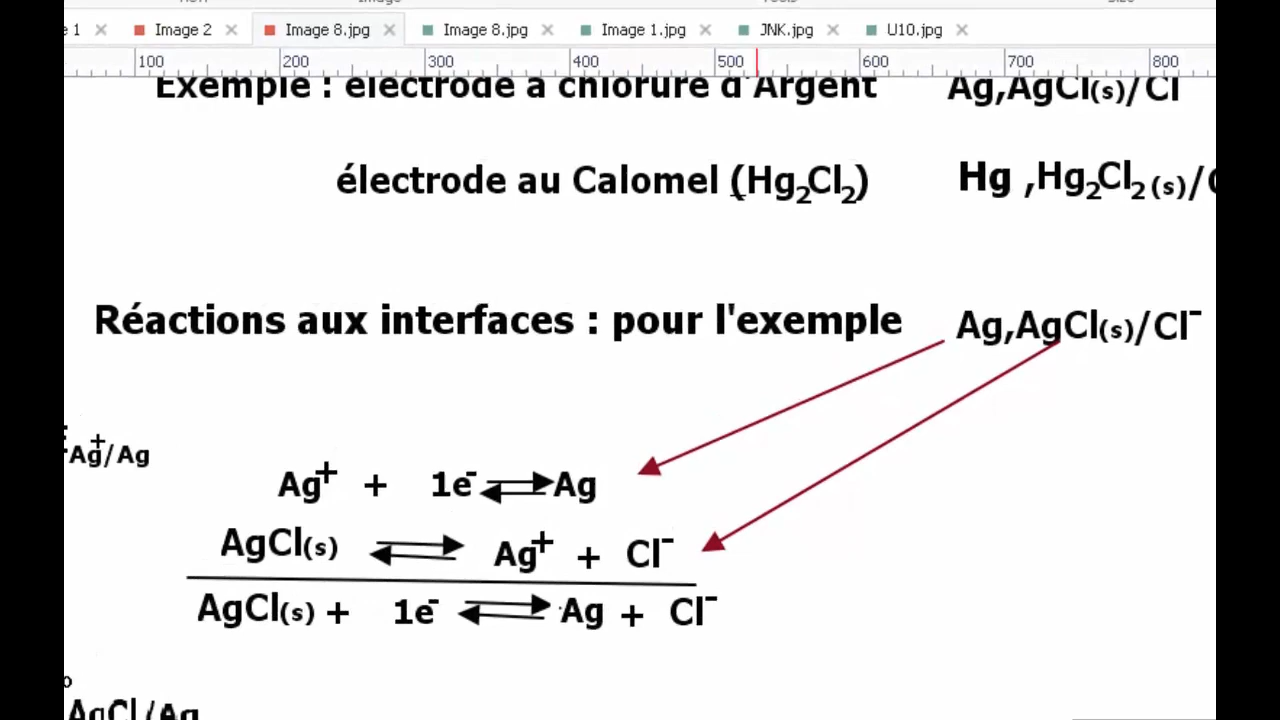 e 1 Image 2 Image 8.jpg Image 8.jpg Image 1.jpg JNK.jpg U10.jpg
100 200 300 400 500 600 700 800
Exemple : électrode à chlorure d'Argent Ag,AgCl(s)/Cl
électrode au Calomel (Hg₂Cl₂) Hg ,Hg₂Cl₂(s)/
Réactions aux interfaces : pour l'exemple Ag,AgCl(s)/Cl⁻
Ag⁺/Ag
Ag⁺ + 1e⁻ ⇌ Ag
AgCl(s) ⇌ Ag⁺ + Cl⁻
AgCl(s) + 1e⁻ ⇌ Ag + Cl⁻
AgCl/Ag